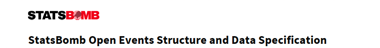 STATSBOMB
StatsBomb Open Events Structure and Data Specification